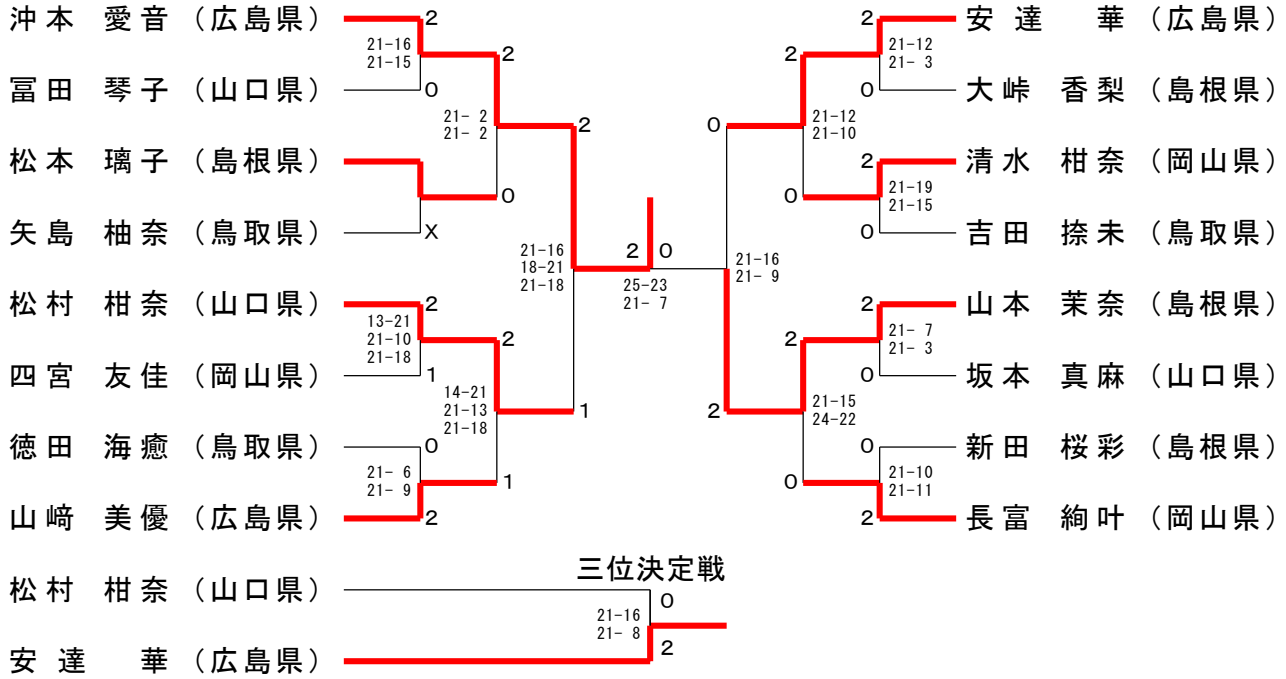 沖本 愛音 (広島県) 2 2 安達 華 (広島県)
21-16 21-12
21-15 2 2 21- 3
冨田 琴子 (山口県) 0 0 大峠 香梨 (島根県)
21- 2 2 0 21-12
21- 2 21-10
松本 璃子 (島根県) 2 清水 柑奈 (岡山県)
0 0 21-19
21-15
矢島 柚奈 (鳥取県) X 0 吉田 捺未 (鳥取県)
21-16 2 0 21-16
18-21 21- 9
21-18 25-23
21- 7
松村 柑奈 (山口県) 2 2 山本 茉奈 (島根県)
13-21 21- 7
21-10 2 2 21- 3
21-18
四宮 友佳 (岡山県) 1 0 坂本 真麻 (山口県)
14-21 21-15
21-13 1 2 24-22
21-18
徳田 海癒 (鳥取県) 0 0 新田 桜彩 (島根県)
21- 6 21-10
21- 9 1 0 21-11
山﨑 美優 (広島県) 2 2 長富 絢叶 (岡山県)
三位決定戦
松村 柑奈 (山口県) 0
21-16
21- 8
安達 華 (広島県) 2